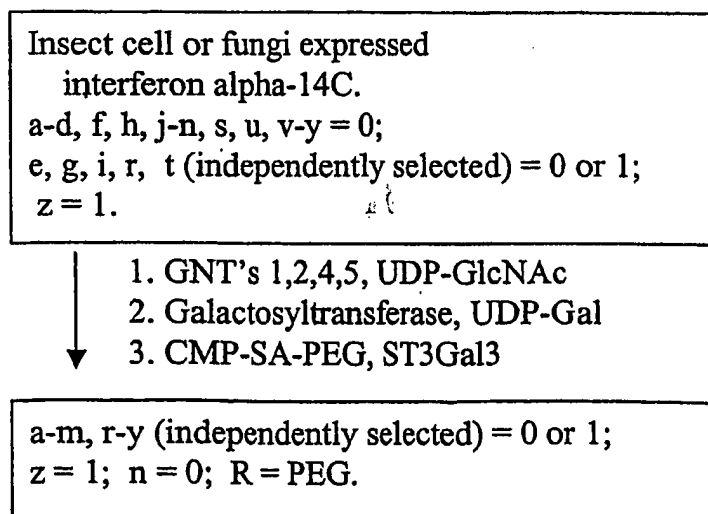 Insect cell or fungi expressed
interferon alpha-14C.
a-d, f, h, j-n, s, u, v-y = 0;
e, g, i, r, t (independently selected) = 0 or 1;
z = 1.
1. GNT's 1,2,4,5, UDP-GlcNAc
2. Galactosyltransferase, UDP-Gal
3. CMP-SA-PEG, ST3Gal3
a-m, r-y (independently selected) = 0 or 1;
z = 1; n = 0; R = PEG.